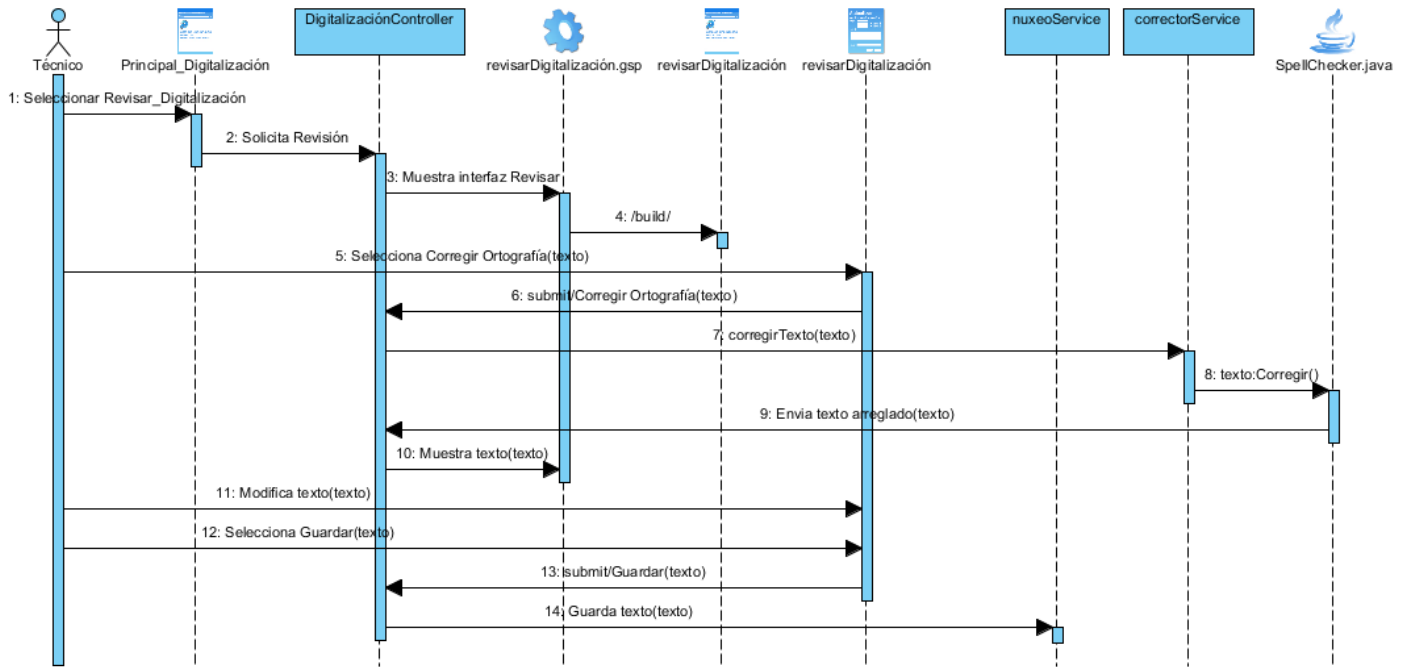 DigitalizaciónController
nuxeoService
correctorService
Técnico
Principal_Digitalización
revisarDigitalización.gsp
revisarDigitalización
revisarDigitalización
SpellChecker.java
1: Seleccionar Revisar_Digitalización
2: Solicita Revisión
3: Muestra interfaz Revisar
4: /build/
5: Selecciona Corregir Ortografía(texto)
6: submit/Corregir Ortografía(texto)
7: corregirTexto(texto)
8: texto:Corregir()
9: Envia texto arreglado(texto)
10: Muestra texto(texto)
11: Modifica texto(texto)
12: Selecciona Guardar(texto)
13: submit/Guardar(texto)
14: Guarda texto(texto)